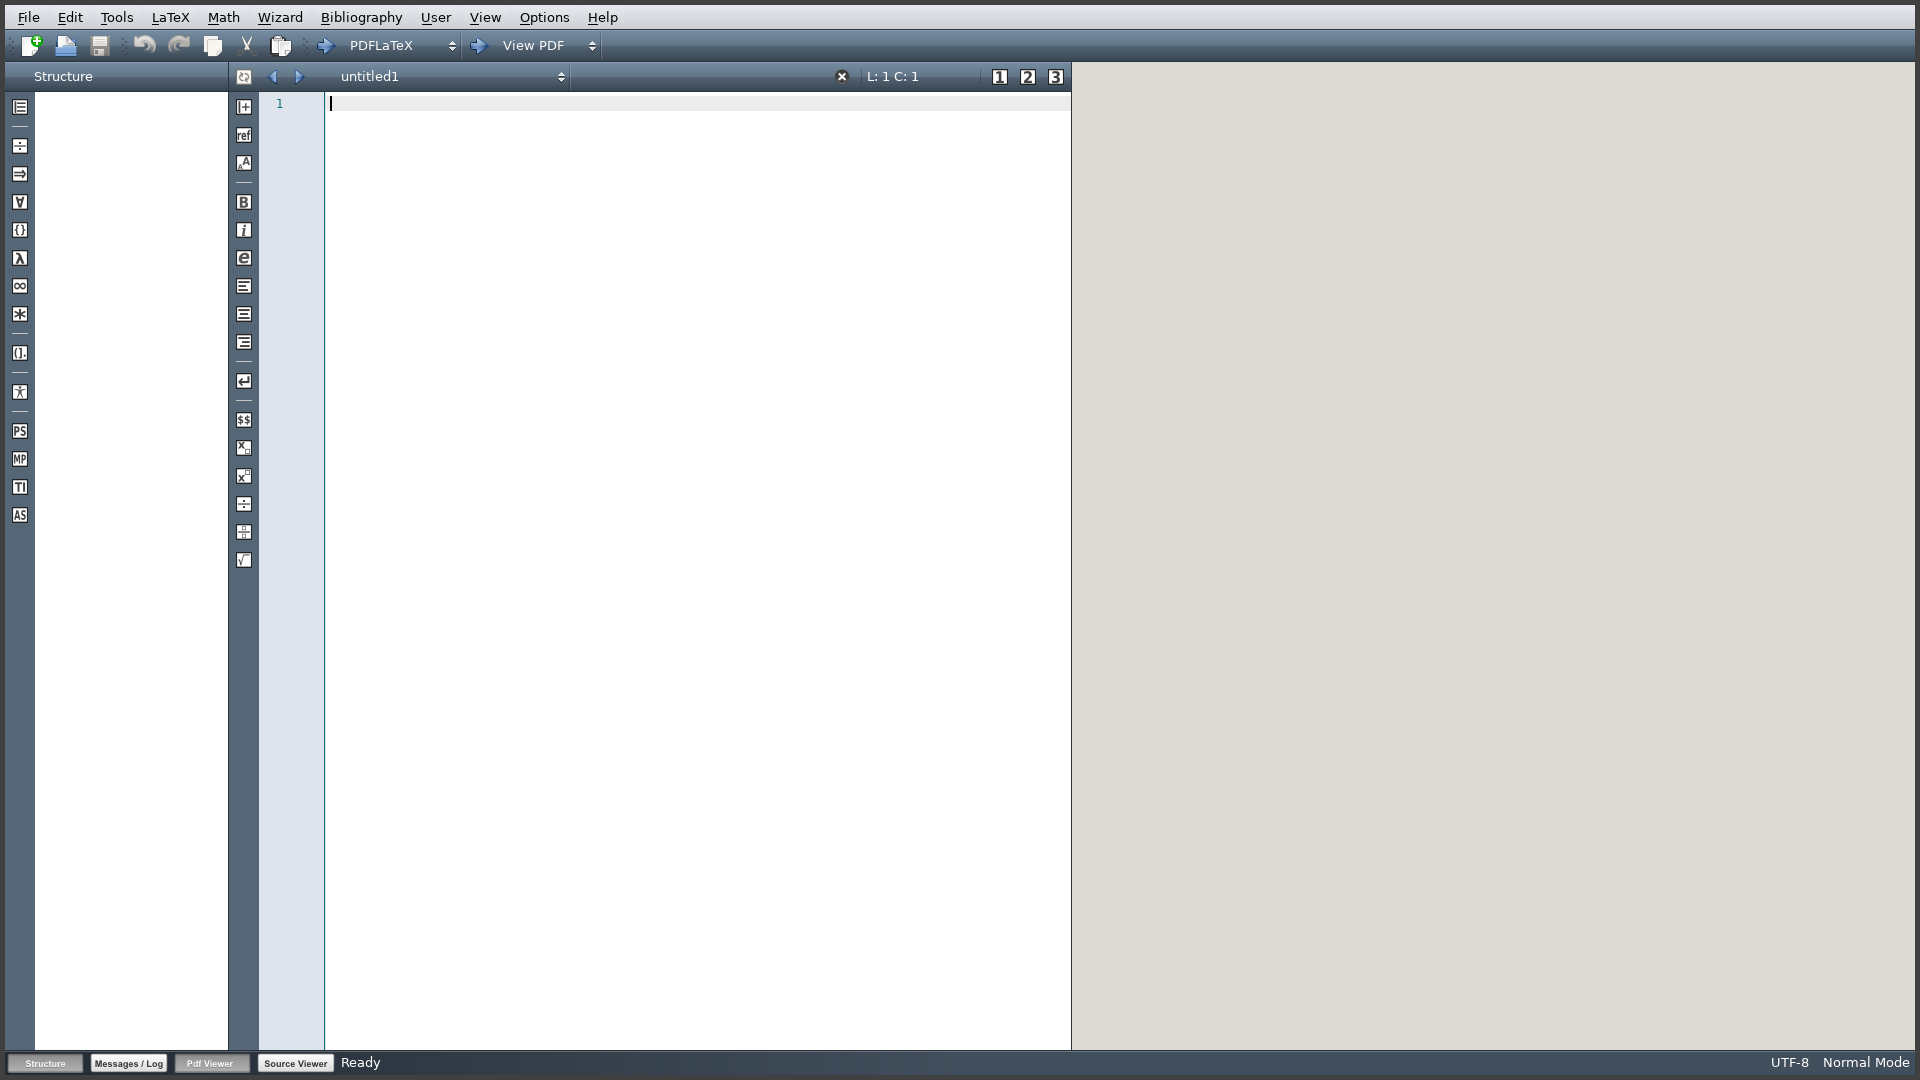 File Edit Tools LaTeX Math Wizard Bibliography User View Options Help
PDFLaTeX View PDF
Structure untitled1 L: 1 C: 1 1 2 3
1
ref
A A
B
{}
i
λ
e
∞
(].
$$
PS
x
MP
x
TI
AS
Structure Messages / Log Pdf Viewer Source Viewer Ready UTF-8 Normal Mode